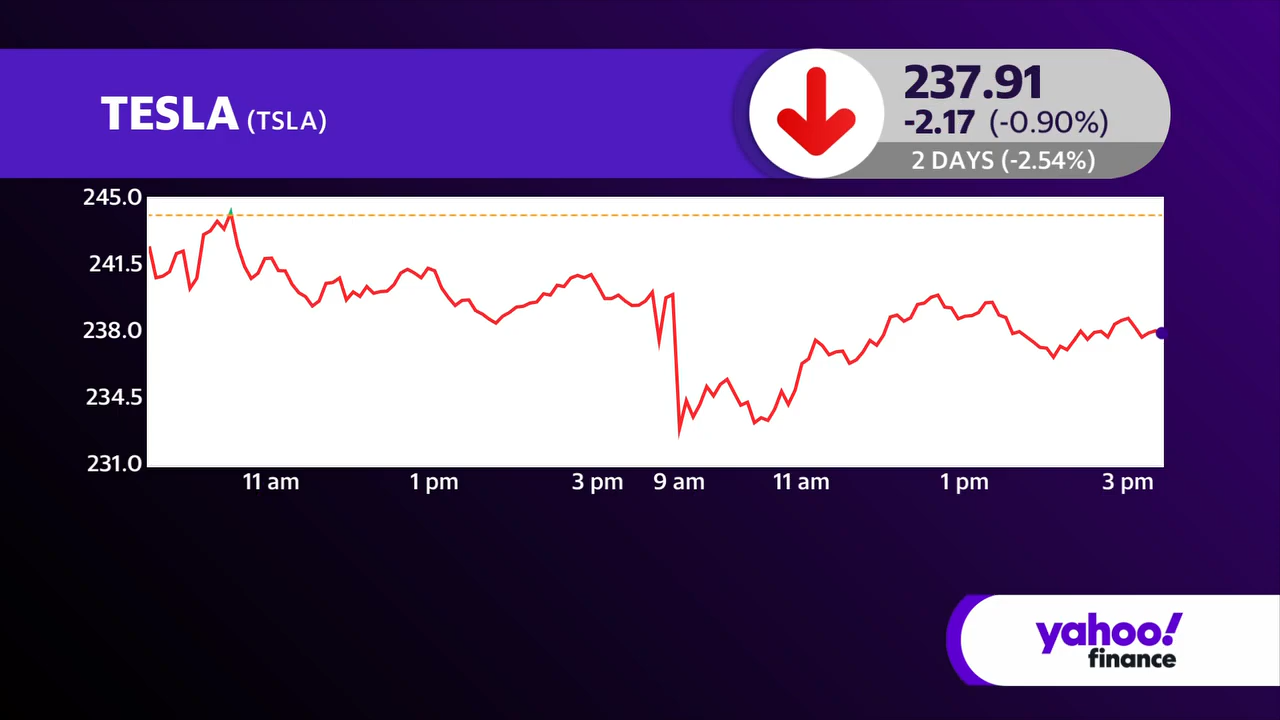 TESLA (TSLA)
237.91
-2.17 (-0.90%)
2 DAYS (-2.54%)
245.0
241.5
238.0
234.5
231.0
11 am 1 pm 3 pm 9 am 11 am 1 pm 3 pm
yahoo!
finance